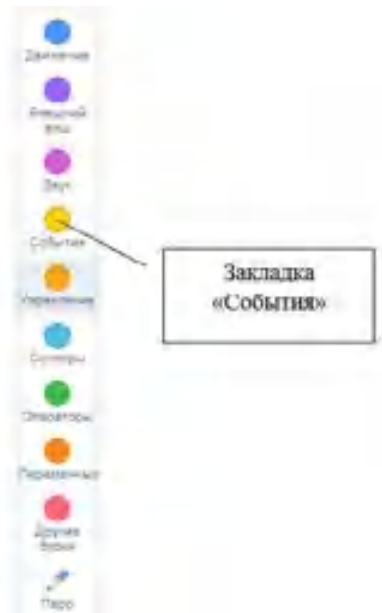 Движение
Внешний
вид
Звук
События
Управление
Сенсоры
Операторы
Переменные
Другие
блоки
Перо
Закладка
«События»